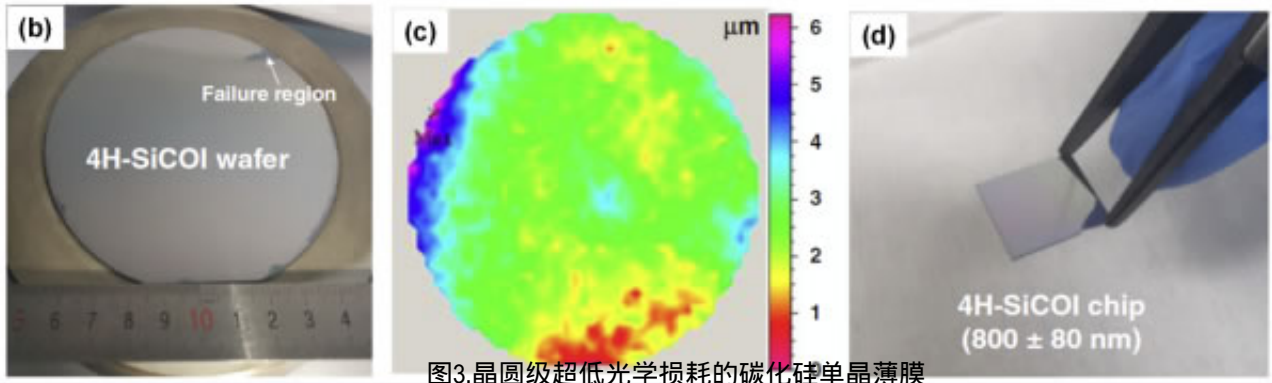 (b)
Failure region
4H-SiCOI wafer
6 7 8 9 10 1 2 3 4
(c)
μm
6
5
4
3
2
1
(d)
4H-SiCOI chip
(800 ± 80 nm)
图3.晶圆级超低光学损耗的碳化硅单晶薄膜